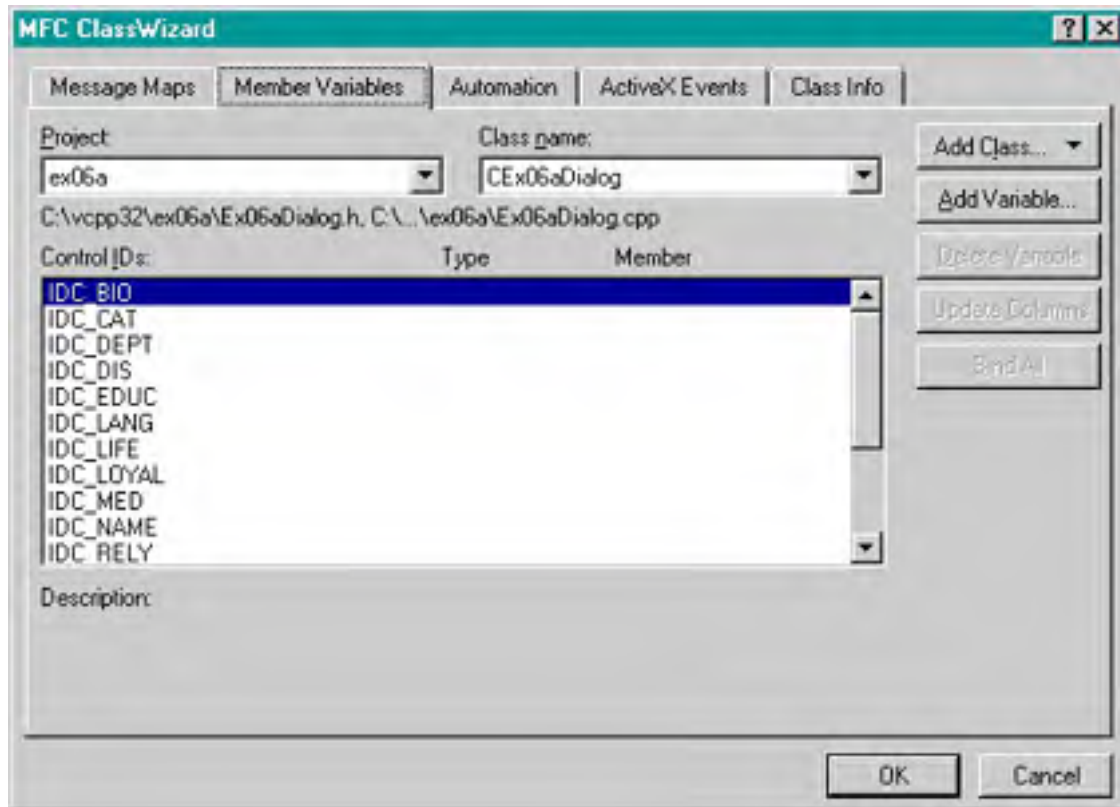 MFC ClassWizard
Message Maps Member Variables Automation ActiveX Events Class Info
Project: Class name:
ex06a CEx06aDialog
Add Class...
Add Variable...
C:\vcpp32\ex06a\Ex06aDialog.h, C:\...\ex06a\Ex06aDialog.cpp
Control IDs: Type Member
Delete Variable
Update Columns
Bind All
IDC_BIO
IDC_CAT
IDC_DEPT
IDC_DIS
IDC_EDUC
IDC_LANG
IDC_LIFE
IDC_LOYAL
IDC_MED
IDC_NAME
IDC_RELY
Description:
OK Cancel